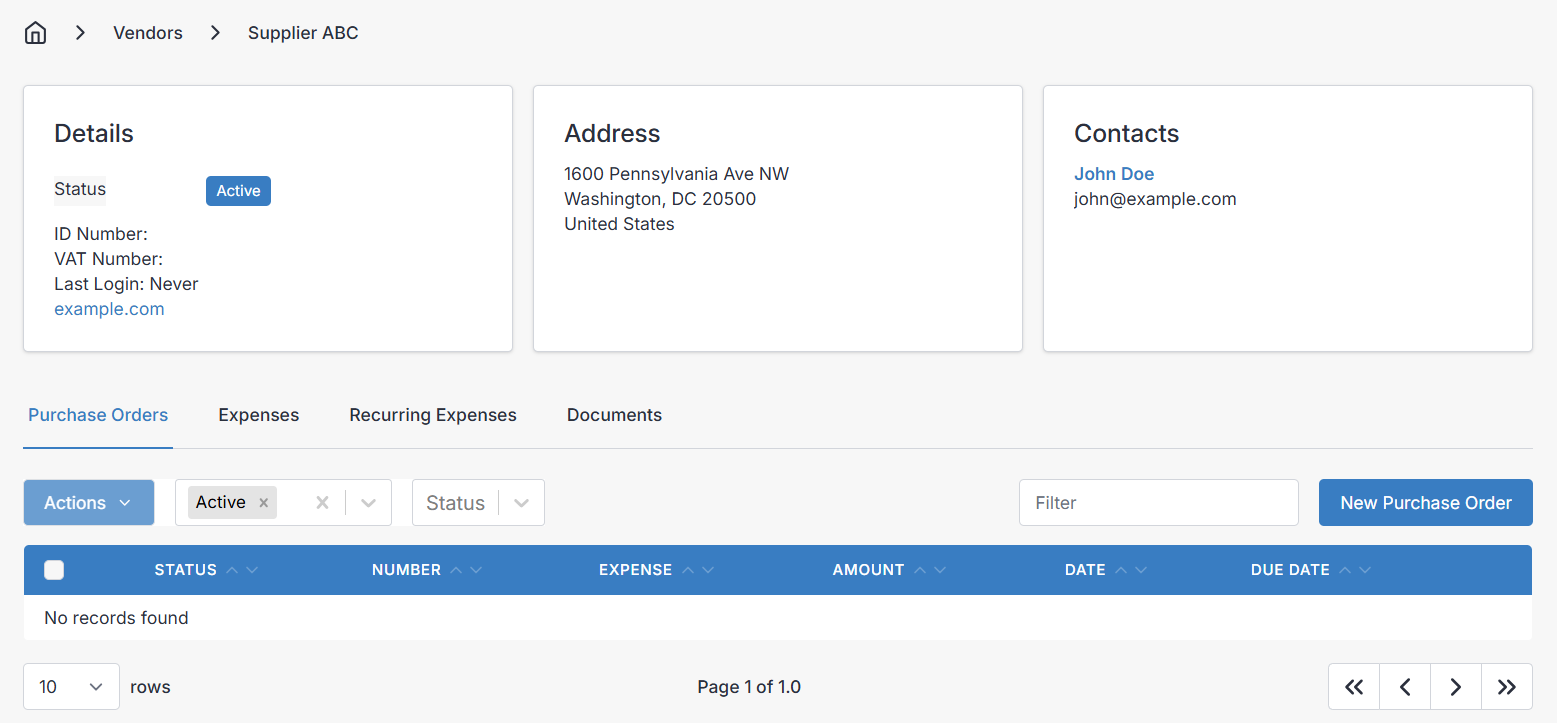 Vendors
Supplier ABC
Details
Status
Active
ID Number:
VAT Number:
Last Login: Never
example.com
Address
1600 Pennsylvania Ave NW
Washington, DC 20500
United States
Contacts
John Doe
john@example.com
Purchase Orders
Expenses
Recurring Expenses
Documents
Actions
Active
Status
Filter
New Purchase Order
STATUS
NUMBER
EXPENSE
AMOUNT
DATE
DUE DATE
No records found
10
rows
Page 1 of 1.0